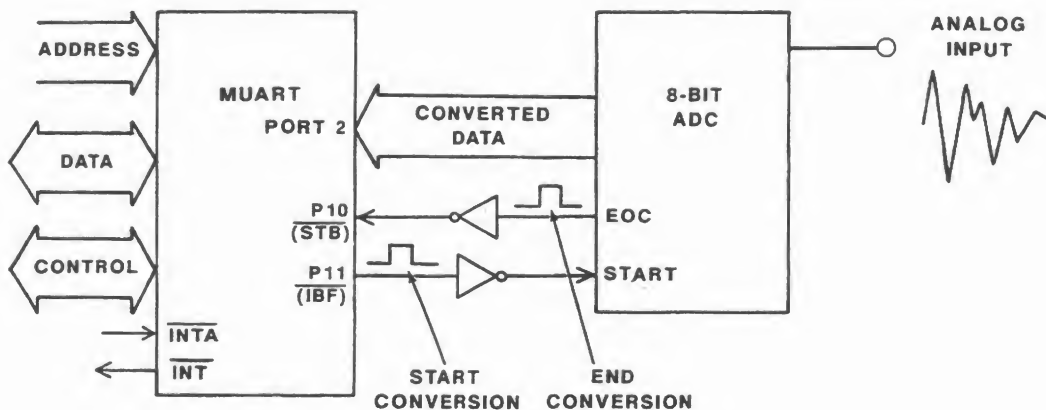 ADDRESS
DATA
CONTROL
INTA
INT
MUART
PORT 2
P10
(STB)
P11
(IBF)
CONVERTED
DATA
START
CONVERSION
END
CONVERSION
8-BIT
ADC
EOC
START
ANALOG
INPUT